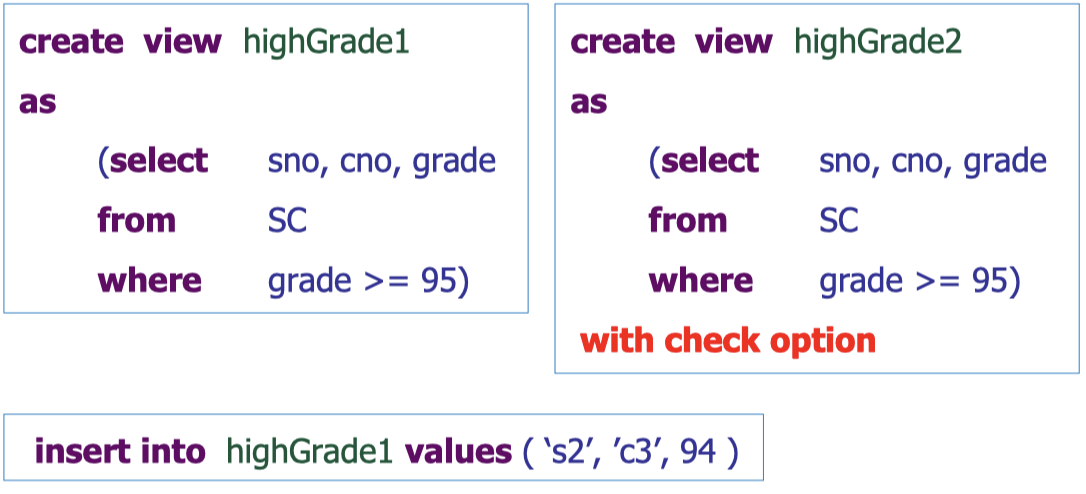 create view highGrade1
as
(select sno, cno, grade
from SC
where grade >= 95)
create view highGrade2
as
(select sno, cno, grade
from SC
where grade >= 95)
with check option
insert into highGrade1 values ( ‘s2’, ’c3’, 94 )